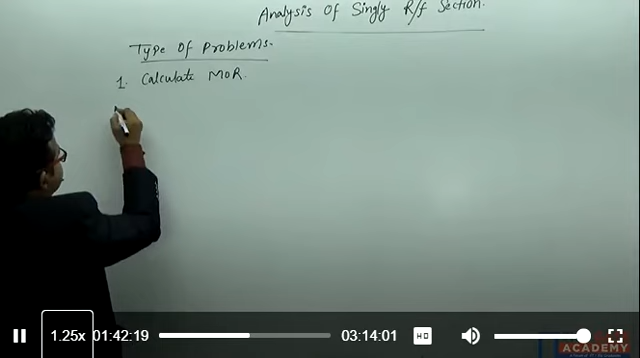 Analysis Of Singly R/f Section.
Type Of Problems.
1. Calculate MOR.
1.25x 01:42:19 03:14:01 HD
ACADEMY